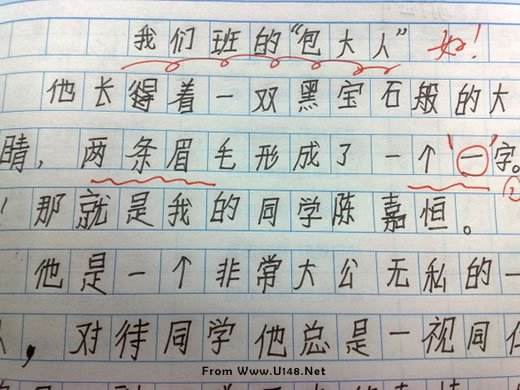 我们班的“包大人” 好！
他长得着一双黑宝石般的大
睛，两条眉毛形成了一个‘一’字。
！那就是我的同学陈嘉恒。
他是一个非常大公无私的一
，对待同学他总是一视同仁
From Www.U148.Net